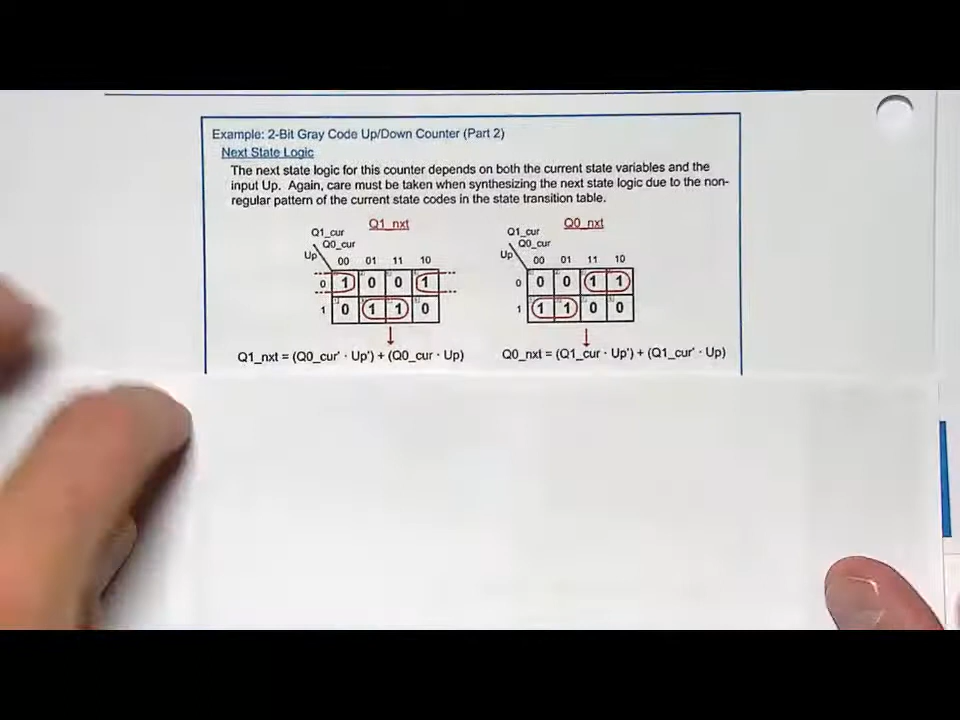 Example: 2-Bit Gray Code Up/Down Counter (Part 2)
Next State Logic
The next state logic for this counter depends on both the current state variables and the
input Up. Again, care must be taken when synthesizing the next state logic due to the non-
regular pattern of the current state codes in the state transition table.
Q1_nxt
Q1_cur
Q0_cur
Up
00 01 11 10
0 1 0 0 1
1 0 1 1 0
Q1_nxt = (Q0_cur' · Up') + (Q0_cur · Up)
Q0_nxt
Q1_cur
Q0_cur
Up
00 01 11 10
0 0 0 1 1
1 1 1 0 0
Q0_nxt = (Q1_cur · Up') + (Q1_cur' · Up)